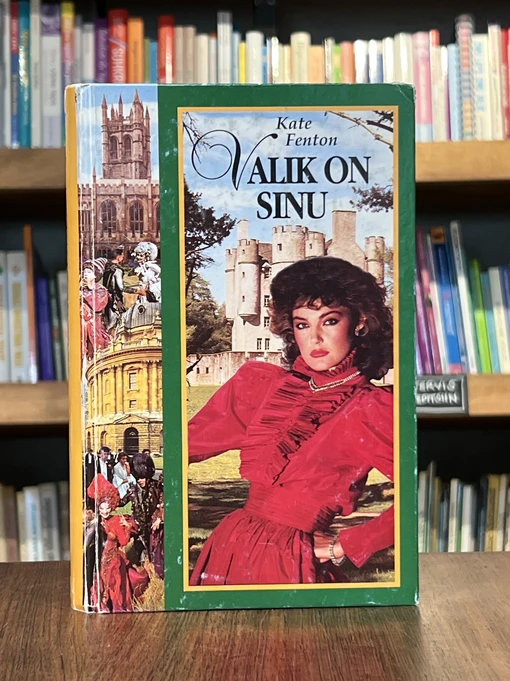 Kate
Fenton
VALIK ON
SINU